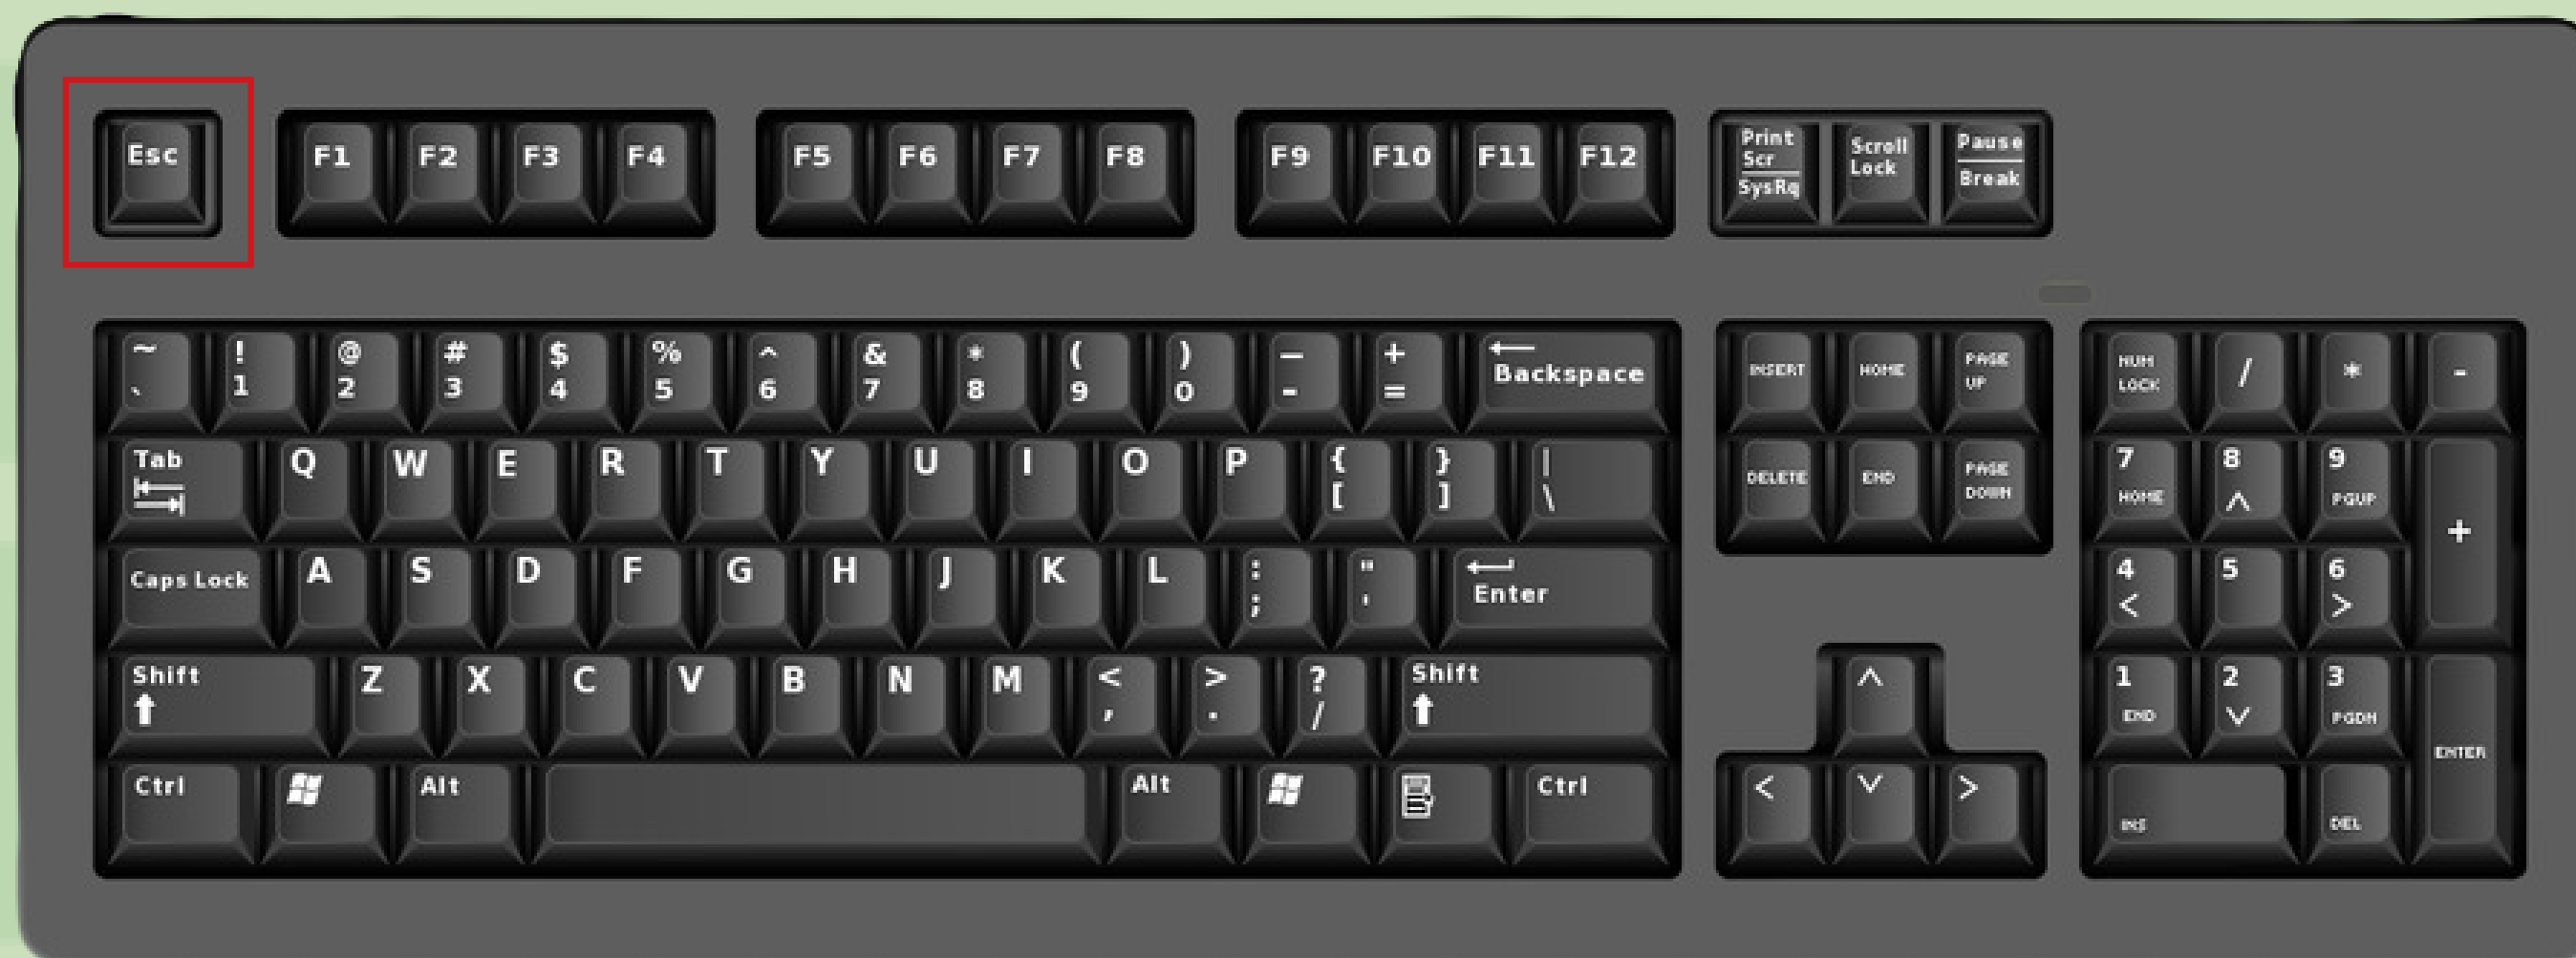 Esc F1 F2 F3 F4 F5 F6 F7 F8 F9 F10 F11 F12
Print
Scr
SysRq
Scroll
Lock
Pause
Break
~ ! @ # $ % ^ & * ( ) — +
` 1 2 3 4 5 6 7 8 9 0 - =
Backspace
INSERT HOME PAGE
UP
NUM
LOCK
/ * -
Tab Q W E R T Y U I O P { } |
[ ] \
DELETE END PAGE
DOWN
7 8 9
HOME ^ PGUP
+
Caps Lock A S D F G H J K L : "
; '
Enter
4 5 6
< >
Shift Z X C V B N M < > ?
, . /
Shift
^
1 2 3
END v PGDN
ENTER
Ctrl Alt Alt Ctrl
< v >
INS DEL